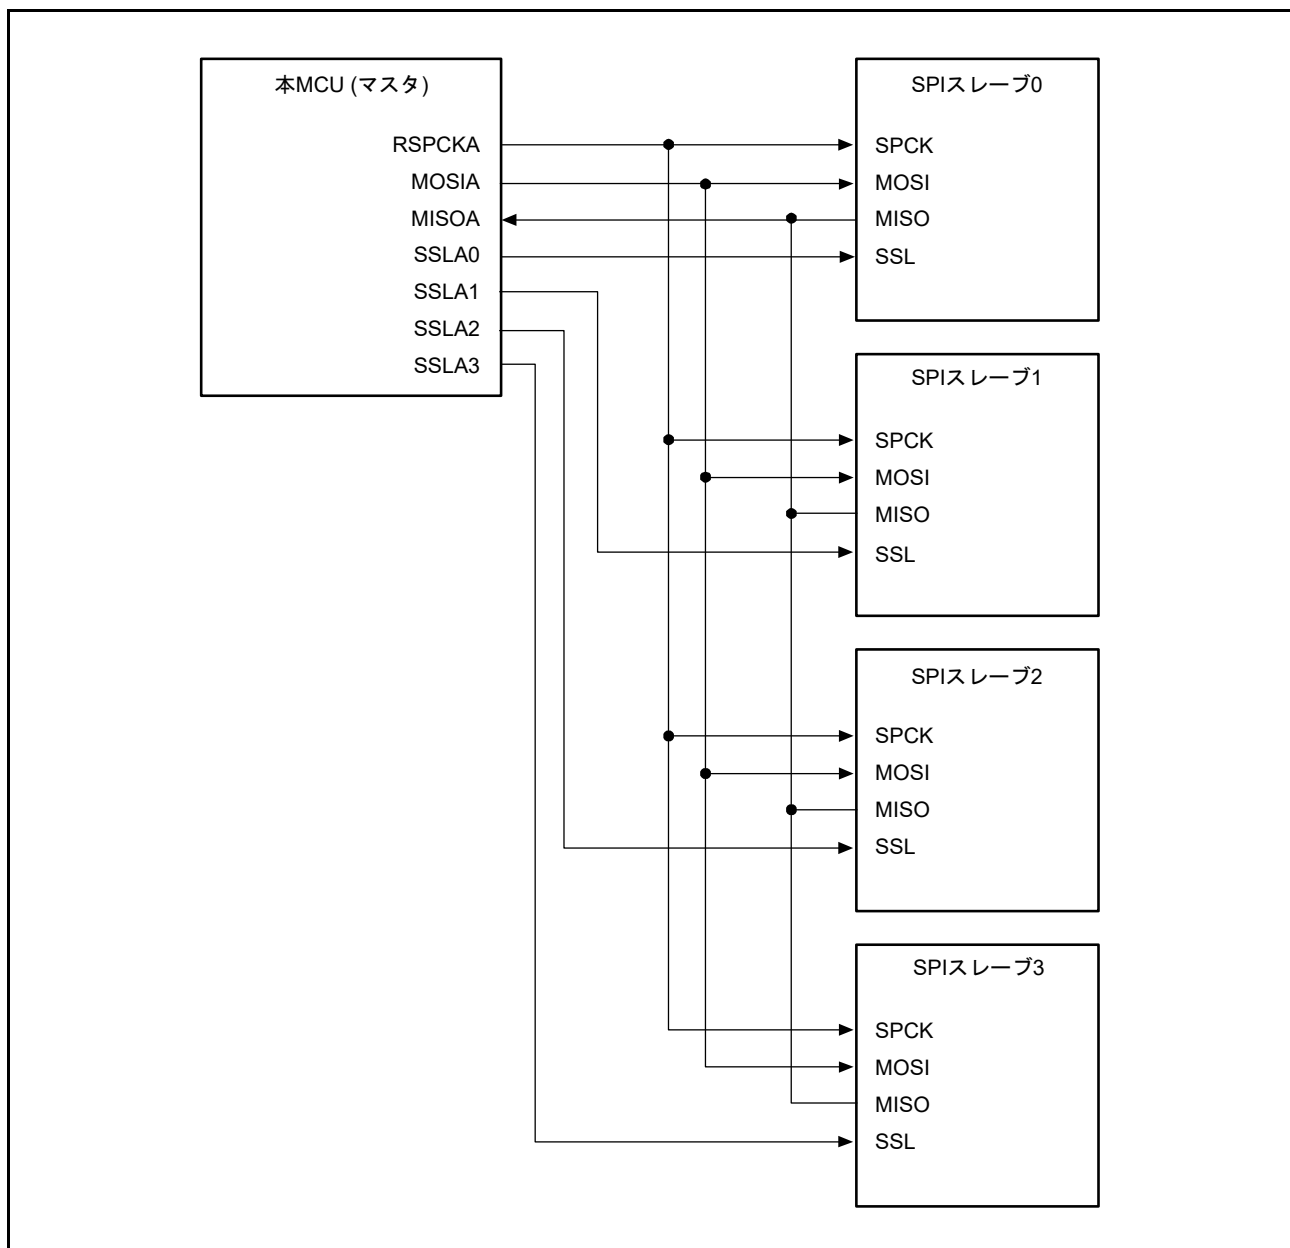 本MCU (マスタ)
RSPCKA
MOSIA
MISOA
SSLA0
SSLA1
SSLA2
SSLA3
SPIスレーブ0
SPCK
MOSI
MISO
SSL
SPIスレーブ1
SPCK
MOSI
MISO
SSL
SPIスレーブ2
SPCK
MOSI
MISO
SSL
SPIスレーブ3
SPCK
MOSI
MISO
SSL